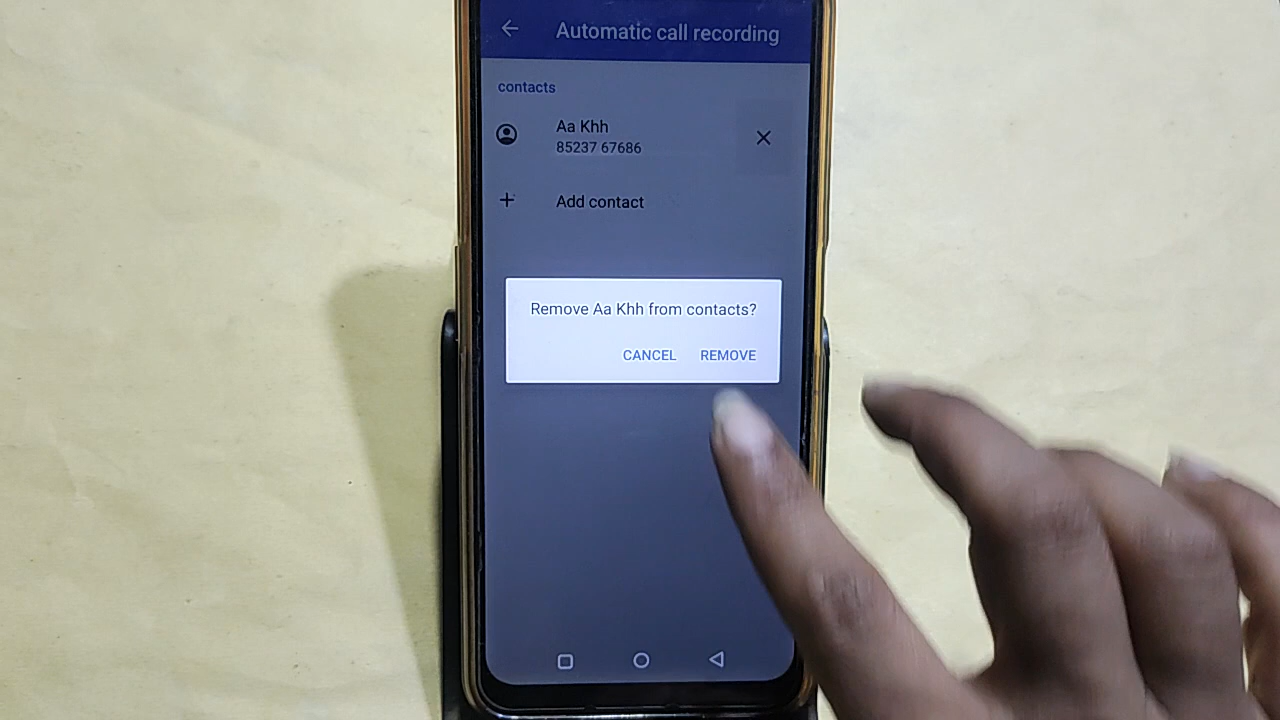 Automatic call recording
contacts
Aa Khh
85237 67686
Add contact
Remove Aa Khh from contacts?
CANCEL REMOVE